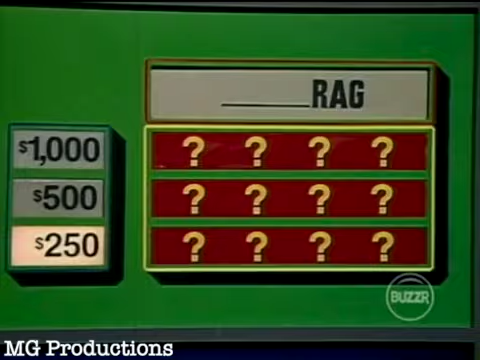 _____RAG
$1,000
? ? ? ?
$500
? ? ? ?
$250
? ? ? ?
BUZZR
MG Productions